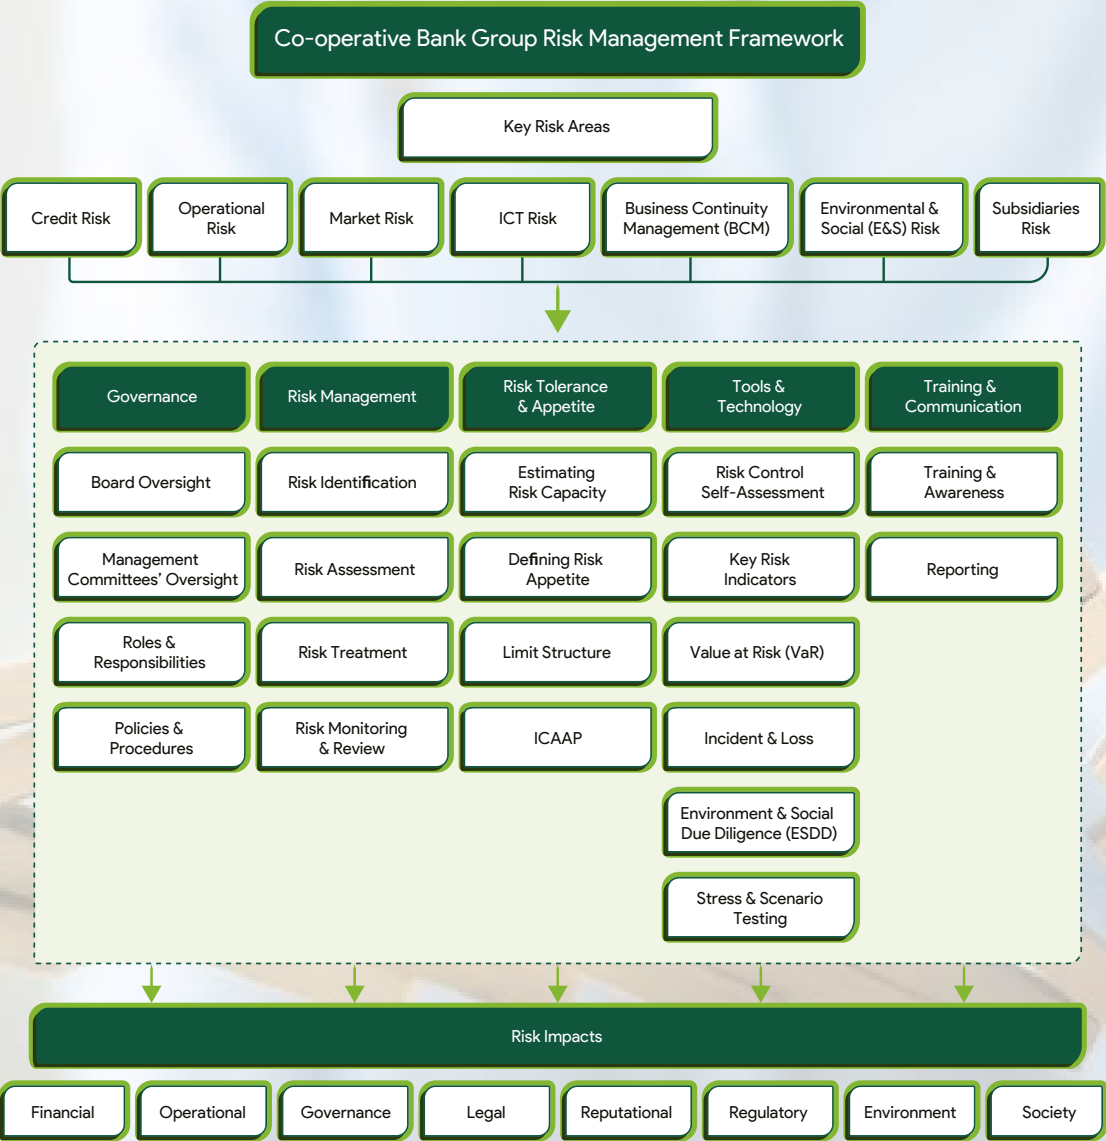 Co-operative Bank Group Risk Management Framework
Key Risk Areas
Credit Risk
Operational
Risk
Market Risk
ICT Risk
Business Continuity
Management (BCM)
Environmental &
Social (E&S) Risk
Subsidiaries
Risk
Governance
Board Oversight
Management
Committees’ Oversight
Roles &
Responsibilities
Policies &
Procedures
Risk Management
Risk Identification
Risk Assessment
Risk Treatment
Risk Monitoring
& Review
Risk Tolerance
& Appetite
Estimating
Risk Capacity
Defining Risk
Appetite
Limit Structure
ICAAP
Tools &
Technology
Risk Control
Self-Assessment
Key Risk
Indicators
Value at Risk (VaR)
Incident & Loss
Environment & Social
Due Diligence (ESDD)
Stress & Scenario
Testing
Training &
Communication
Training &
Awareness
Reporting
Risk Impacts
Financial
Operational
Governance
Legal
Reputational
Regulatory
Environment
Society